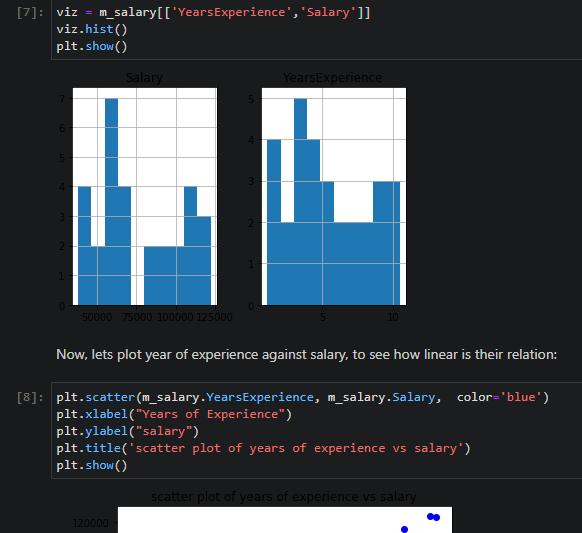 [7]: viz = m_salary[['YearsExperience','Salary']]
viz.hist()
plt.show()
Salary
YearsExperience
7
6
5
4
3
2
1
0
50000 75000 100000 125000
5
4
3
2
1
0
5 10
Now, lets plot year of experience against salary, to see how linear is their relation:
[8]: plt.scatter(m_salary.YearsExperience, m_salary.Salary,  color='blue')
plt.xlabel("Years of Experience")
plt.ylabel("salary")
plt.title('scatter plot of years of experience vs salary')
plt.show()
scatter plot of years of experience vs salary
120000